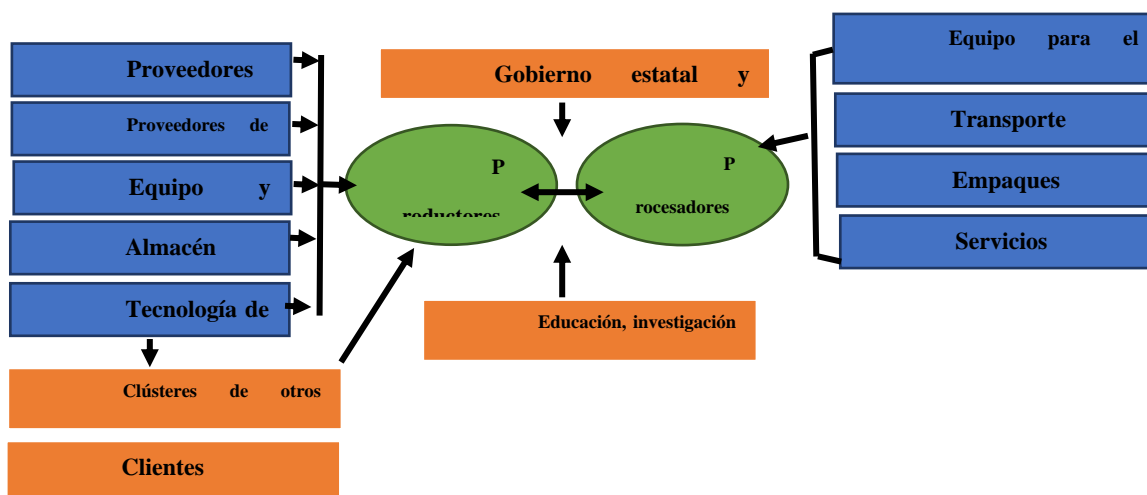 Proveedores
Proveedores de
Equipo y
Almacén
Tecnología de
Clústeres de otros
Clientes
Gobierno estatal y
P
roductores
P
rocesadores
Educación, investigación
Equipo para el
Transporte
Empaques
Servicios